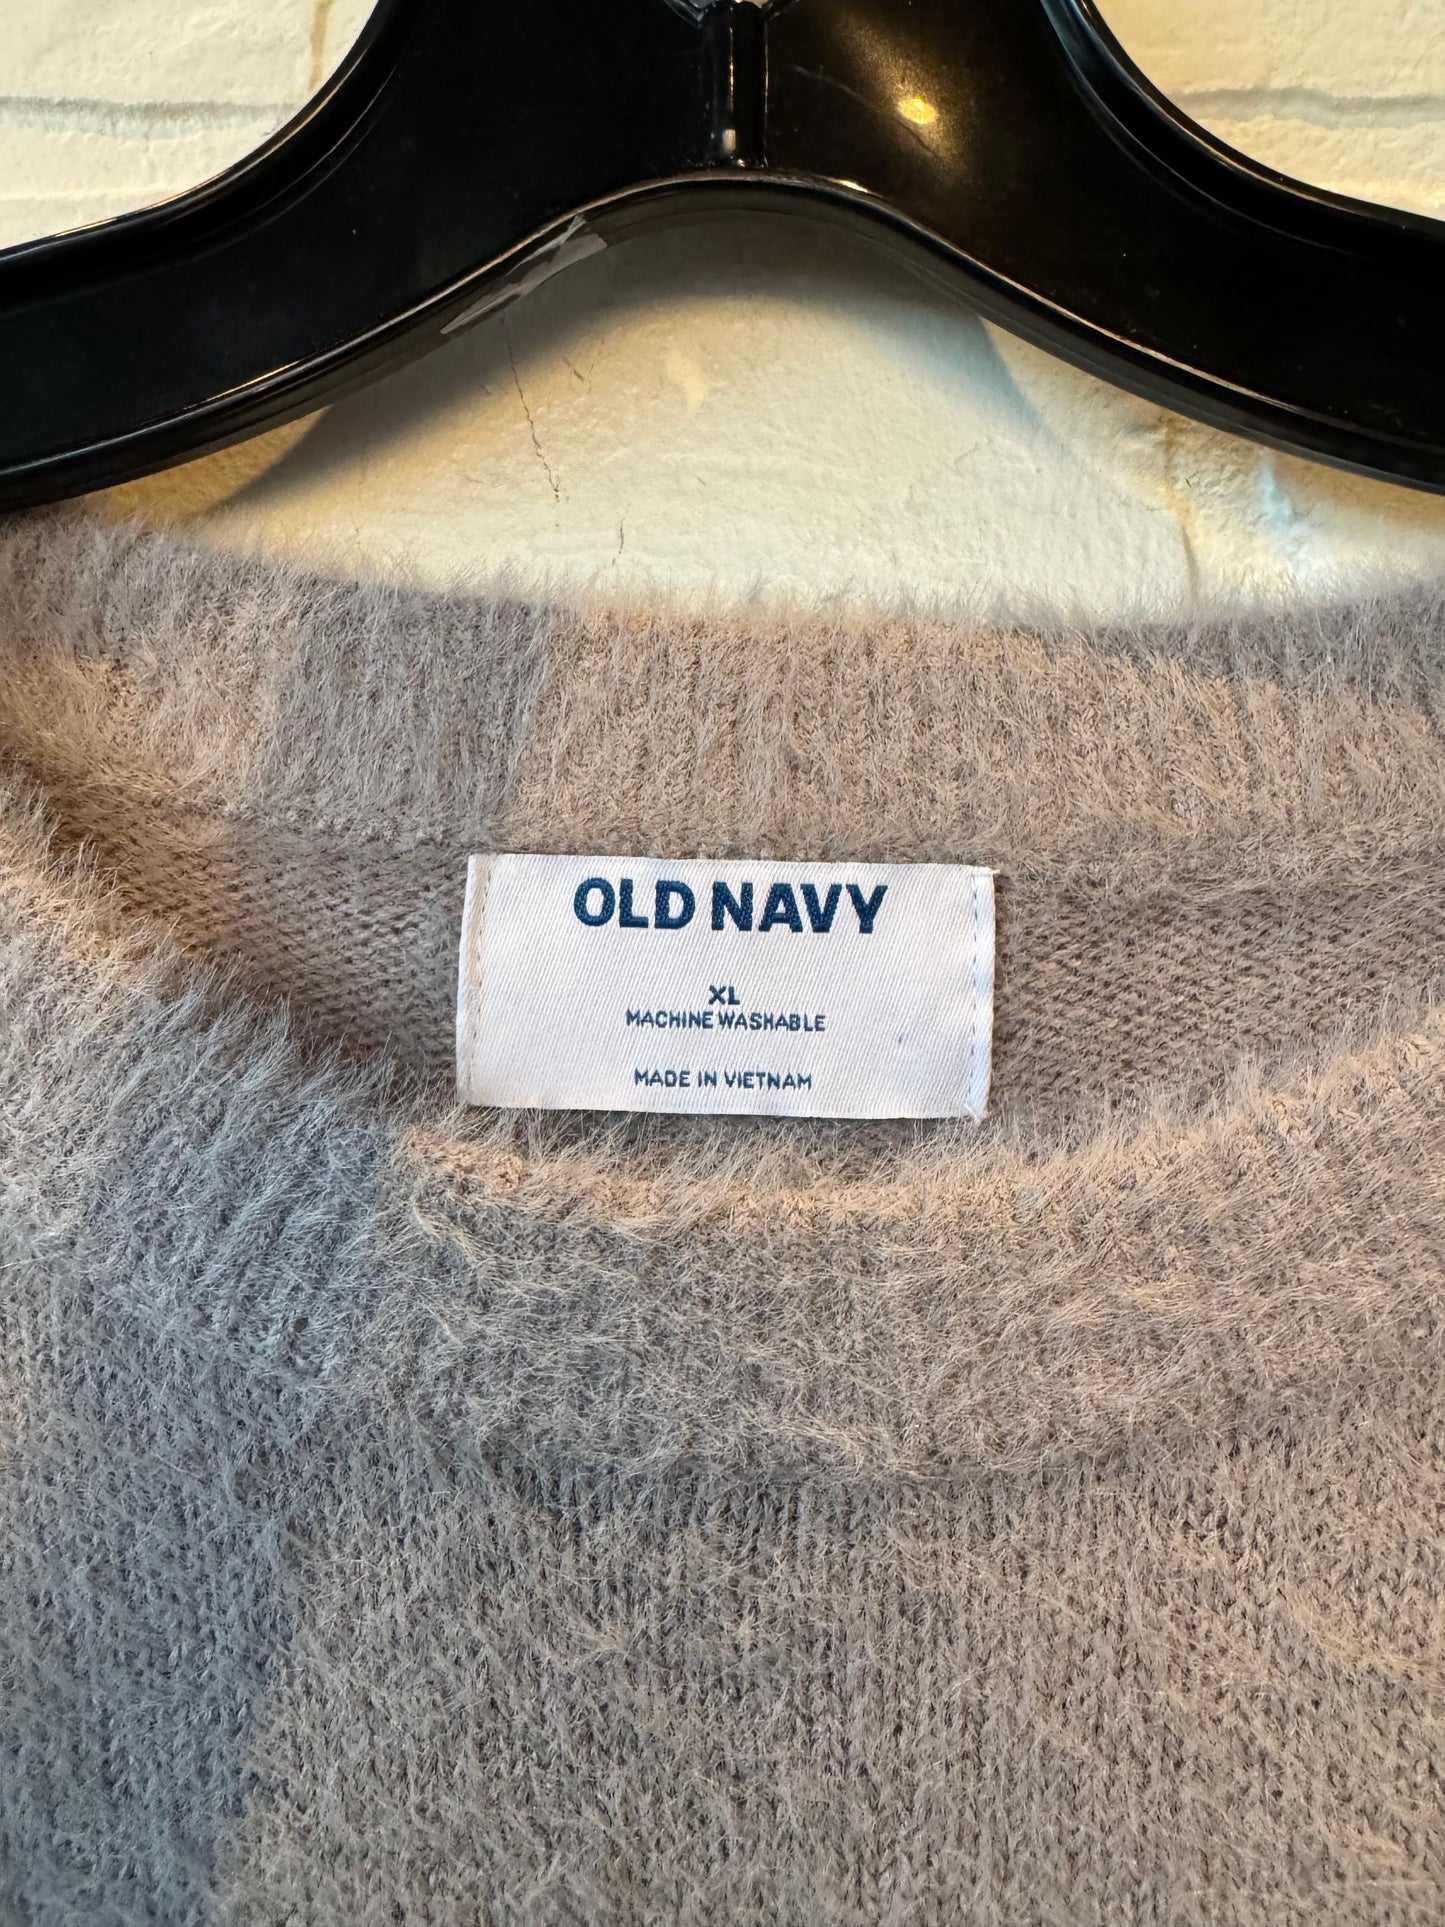 OLD NAVY
XL
MACHINE WASHABLE
MADE IN VIETNAM